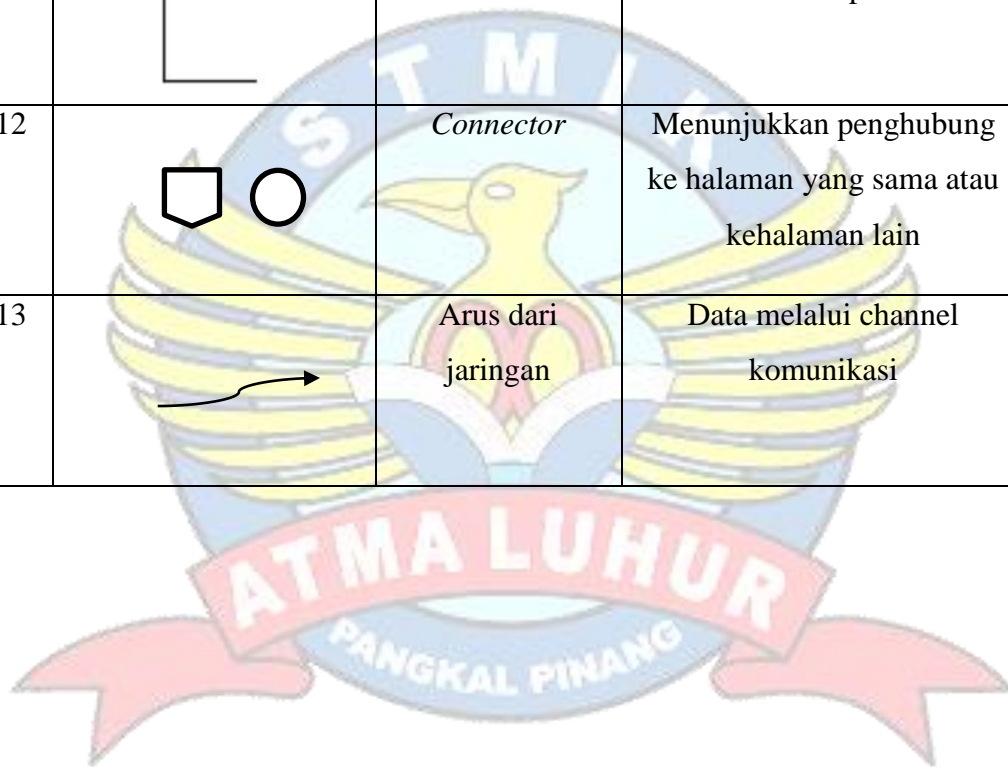 12
Connector
Menunjukkan penghubung
ke halaman yang sama atau
kehalaman lain
13
Arus dari
jaringan
Data melalui channel
komunikasi
STMIK
ATMA LUHUR
PANGKAL PINANG